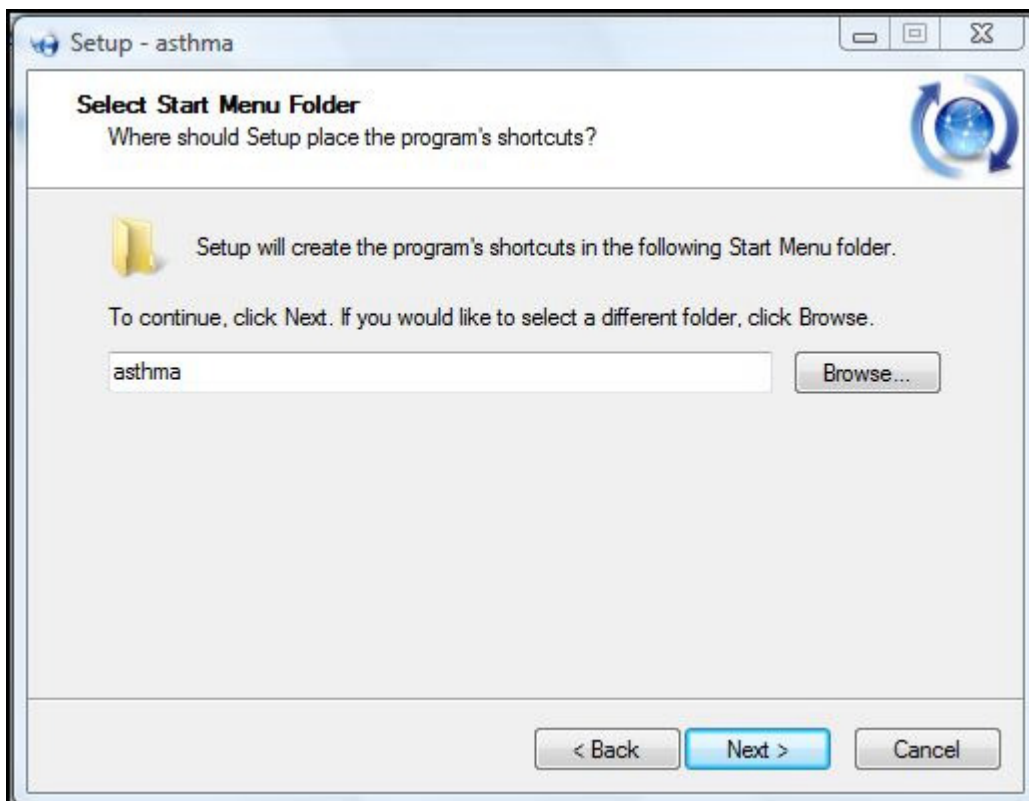 Setup - asthma
Select Start Menu Folder
Where should Setup place the program's shortcuts?
Setup will create the program's shortcuts in the following Start Menu folder.
To continue, click Next. If you would like to select a different folder, click Browse.
asthma
Browse...
< Back
Next >
Cancel